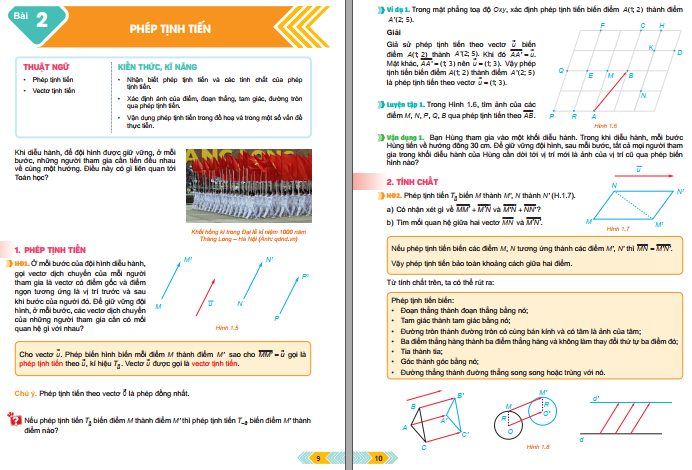 Bài
2
PHÉP TỊNH TIẾN
THUẬT NGỮ
• Phép tịnh tiến
• Vectơ tịnh tiến
KIẾN THỨC, KĨ NĂNG
• Nhận biết phép tịnh tiến và các tính chất của phép
tịnh tiến.
• Xác định ảnh của điểm, đoạn thẳng, tam giác, đường tròn
qua phép tịnh tiến.
• Vận dụng phép tịnh tiến trong đồ hoạ và trong một số vấn đề
thực tiễn.
Khi diễu hành, để đội hình được giữ vững, ở mỗi
bước, những người tham gia cần tiến đều nhau
về cùng một hướng. Điều này có gì liên quan tới
Toán học?
Khối hồng kì trong Đại lễ kỉ niệm 1000 năm
Thăng Long – Hà Nội (Ảnh: qdnd.vn)
1. PHÉP TỊNH TIẾN
HĐ1. Ở mỗi bước của đội hình diễu hành,
gọi vectơ dịch chuyển của mỗi người
tham gia là vectơ có điểm gốc và điểm
ngọn tương ứng là vị trí trước và sau
khi bước của người đó. Để giữ vững đội
hình, ở mỗi bước, các vectơ dịch chuyển
của những người tham gia cần có mối
quan hệ gì với nhau?
M' N' P'
M u⃗ N P
Hình 1.5
Cho vectơ u⃗. Phép biến hình biến mỗi điểm M thành điểm M' sao cho MM'⃗ = u⃗ gọi là
phép tịnh tiến theo u⃗, kí hiệu T_u⃗. Vectơ u⃗ được gọi là vectơ tịnh tiến.
Chú ý. Phép tịnh tiến theo vectơ 0⃗ là phép đồng nhất.
Nếu phép tịnh tiến T_u⃗ biến điểm M thành điểm M' thì phép tịnh tiến T_-u⃗ biến điểm M' thành
điểm nào?
9
Ví dụ 1. Trong mặt phẳng toạ độ Oxy, xác định phép tịnh tiến biến điểm A(1; 2) thành điểm
A'(2; 5).
Giải
Giả sử phép tịnh tiến theo vectơ u⃗ biến
điểm A(1; 2) thành A'(2; 5). Khi đó AA'⃗ = u⃗.
Mặt khác, AA'⃗ = (1; 3) nên u⃗ = (1; 3). Vậy phép
tịnh tiến biến điểm A(1; 2) thành điểm A'(2; 5)
là phép tịnh tiến theo vectơ u⃗ = (1; 3).
F C H
K D
Q E M B N
P R A
Hình 1.6
Luyện tập 1. Trong Hình 1.6, tìm ảnh của các
điểm M, N, P, Q, B qua phép tịnh tiến theo AB⃗.
Vận dụng 1. Bạn Hùng tham gia vào một khối diễu hành. Trong khi diễu hành, mỗi bước
Hùng tiến về hướng đông 30 cm. Để giữ vững đội hình, sau mỗi bước, tất cả mọi người tham
gia trong khối diễu hành của Hùng cần dời tới vị trí mới là ảnh của vị trí cũ qua phép biến
hình nào?
2. TÍNH CHẤT
HĐ2. Phép tịnh tiến T_u⃗ biến M thành M', N thành N' (H.1.7).
a) Có nhận xét gì về MM'⃗ + M'N⃗ và M'N⃗ + NN'⃗?
b) Tìm mối quan hệ giữa hai vectơ MN⃗ và M'N'⃗.
u⃗
N N'
M M'
Hình 1.7
Nếu phép tịnh tiến biến các điểm M, N tương ứng thành các điểm M', N' thì MN⃗ = M'N'⃗.
Vậy phép tịnh tiến bảo toàn khoảng cách giữa hai điểm.
Từ tính chất trên, ta có thể rút ra:
Phép tịnh tiến biến:
• Đoạn thẳng thành đoạn thẳng bằng nó;
• Tam giác thành tam giác bằng nó;
• Đường tròn thành đường tròn có cùng bán kính và có tâm là ảnh của tâm;
• Ba điểm thẳng hàng thành ba điểm thẳng hàng và không làm thay đổi thứ tự ba điểm đó;
• Tia thành tia;
• Góc thành góc bằng nó;
• Đường thẳng thành đường thẳng song song hoặc trùng với nó.
B B'
A A'
C C'
M M'
R R
O O'
d'
d
Hình 1.8
10